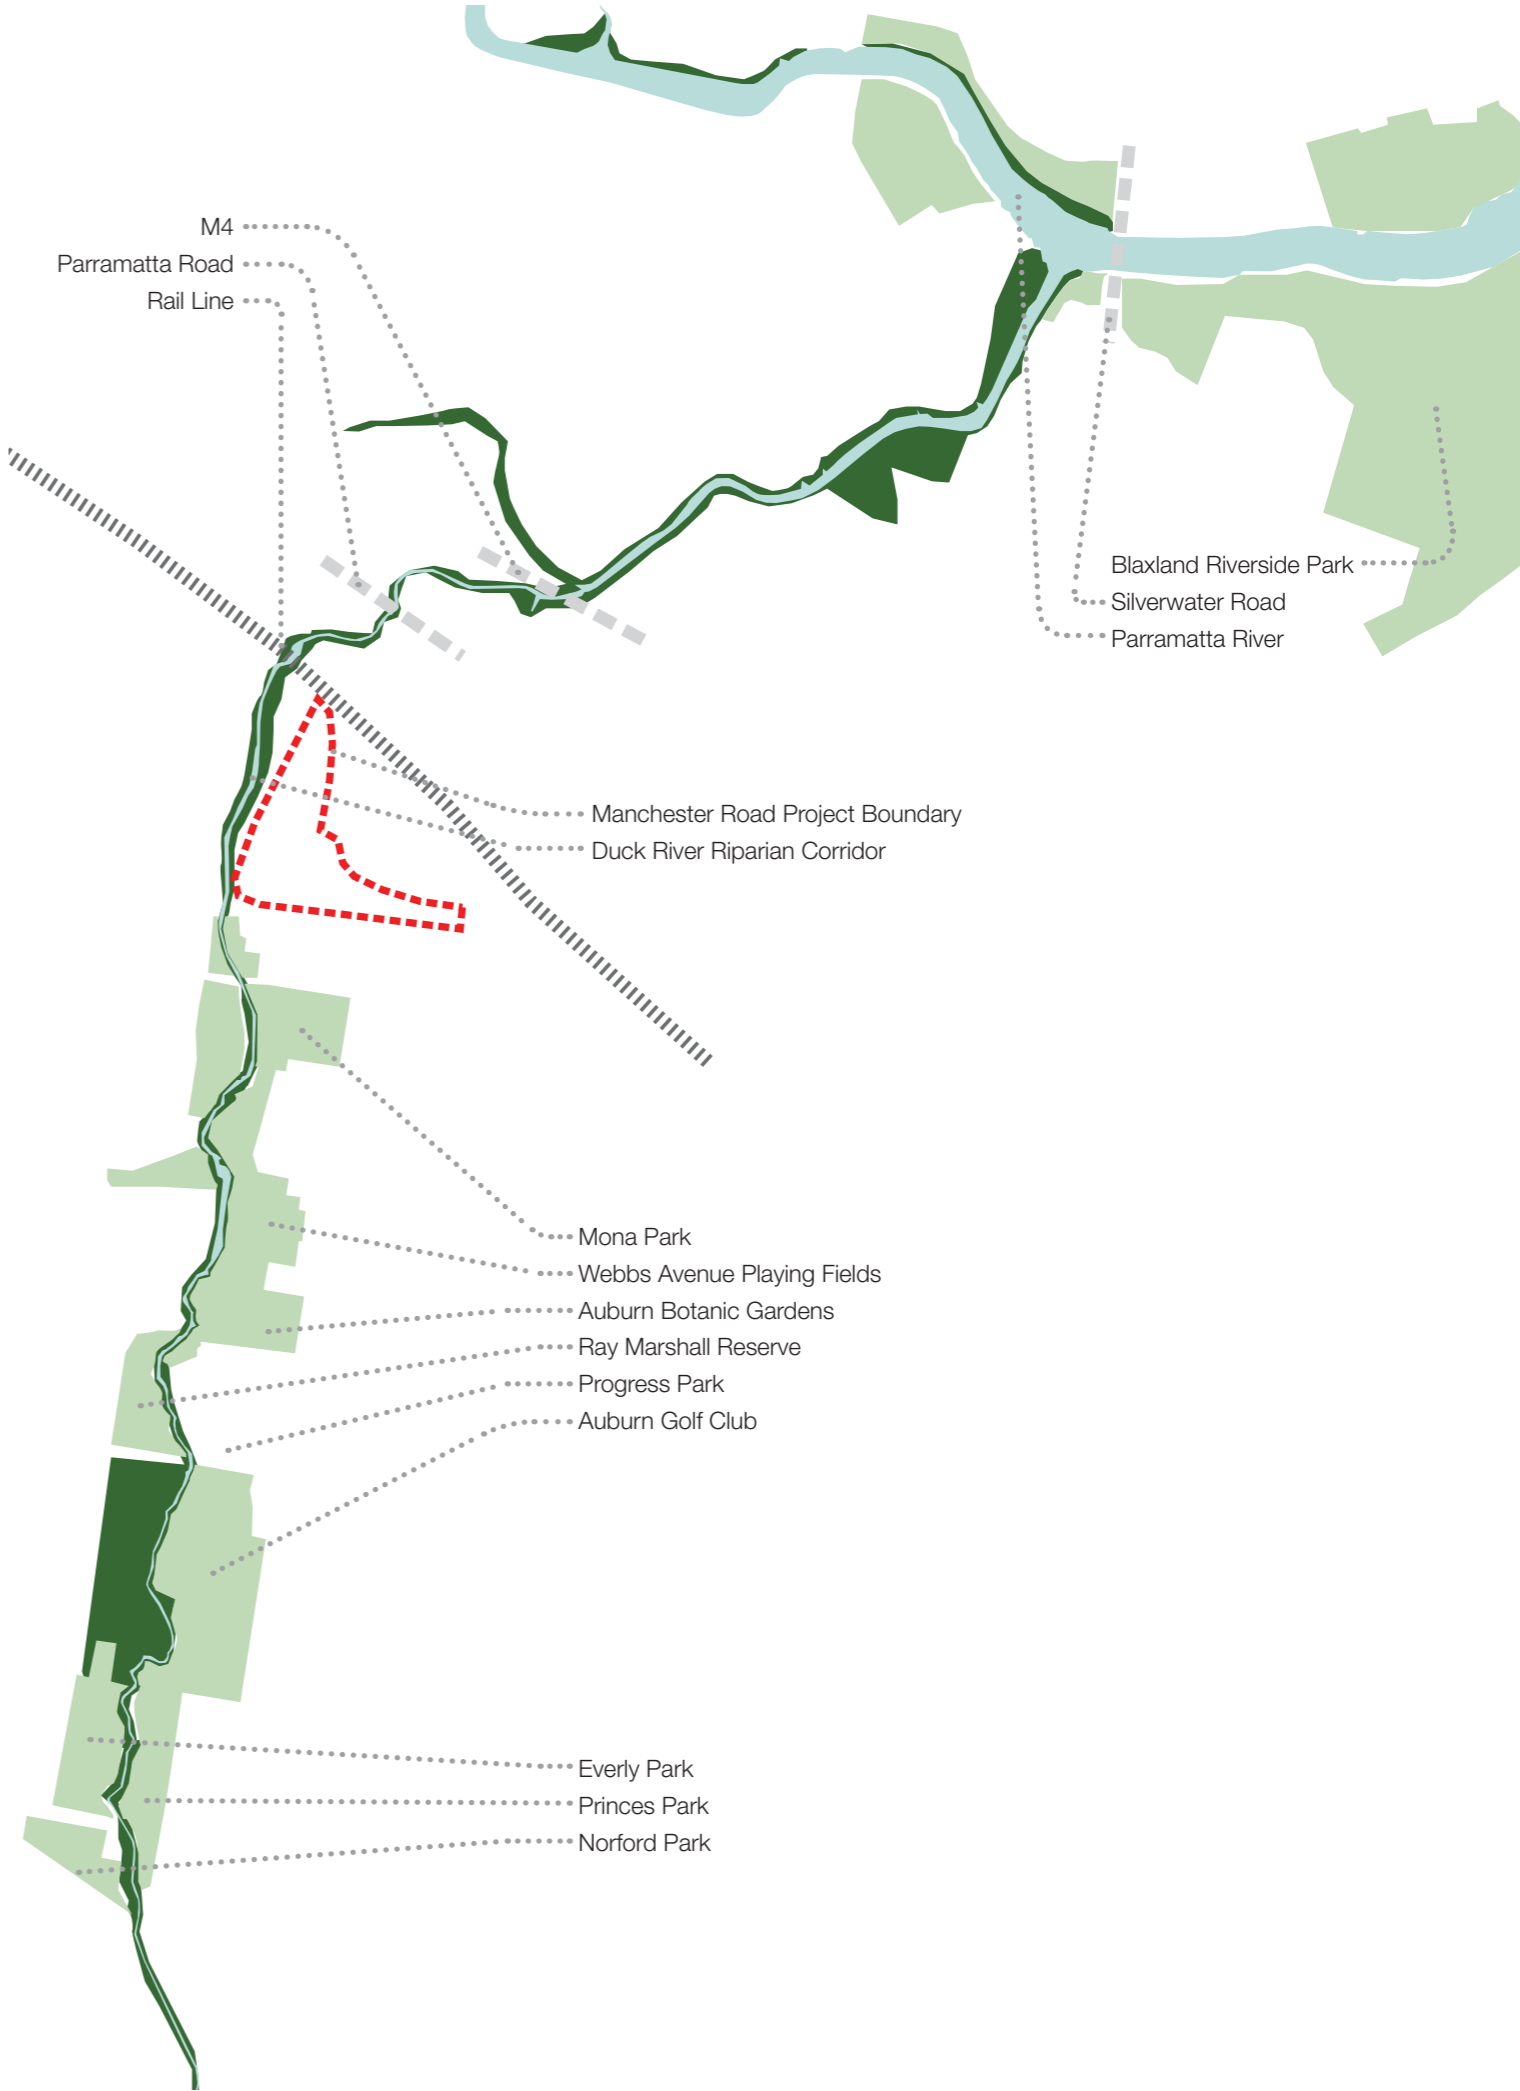 M4
Parramatta Road
Rail Line
Blaxland Riverside Park
Silverwater Road
Parramatta River
Manchester Road Project Boundary
Duck River Riparian Corridor
Mona Park
Webbs Avenue Playing Fields
Auburn Botanic Gardens
Ray Marshall Reserve
Progress Park
Auburn Golf Club
Everly Park
Princes Park
Norford Park